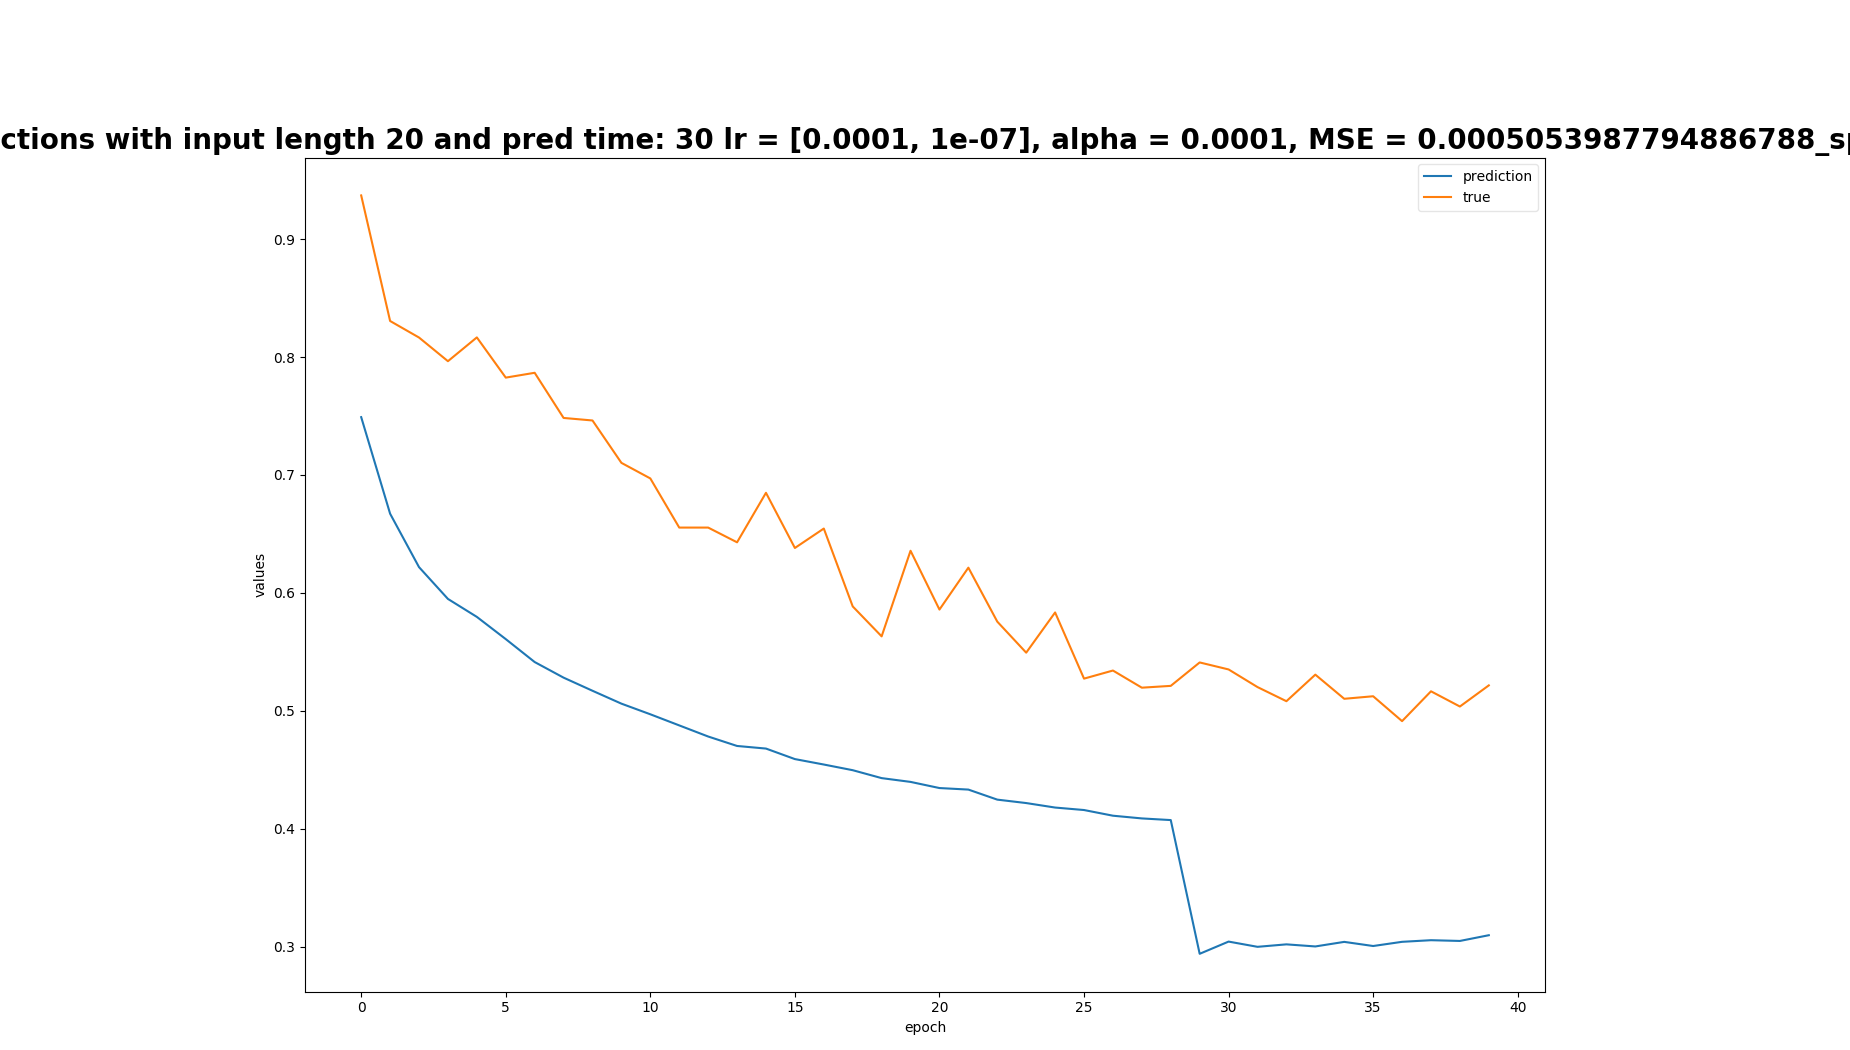 ctions with input length 20 and pred time: 30 lr = [0.0001, 1e-07], alpha = 0.0001, MSE = 0.0005053987794886788_sp
prediction
true
0.9
0.8
0.7
0.6
0.5
0.4
0.3
values
0 5 10 15 20 25 30 35 40
epoch